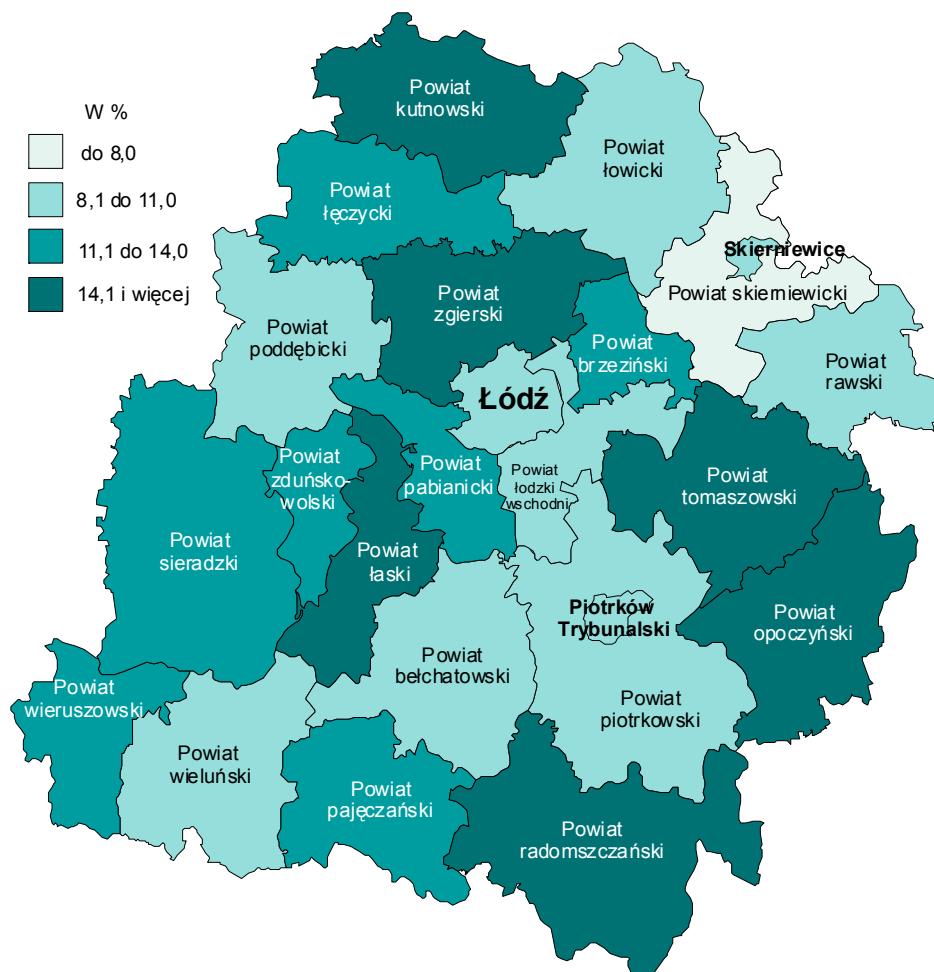 W %
do 8,0
8,1 do 11,0
11,1 do 14,0
14,1 i więcej
Powiat
kutnowski
Powiat
łowicki
Powiat
łęczycki
Skierniewice
Powiat skierniewicki
Powiat
zgierski
Powiat
poddębicki
Powiat
brzeziński
Powiat
rawski
Łódź
Powiat
zduńsko-
wolski
Powiat
pabianicki
Powiat
łodzki
wschodni
Powiat
tomaszowski
Powiat
sieradzki
Powiat
łaski
Piotrków
Trybunalski
Powiat
opoczyński
Powiat
bełchatowski
Powiat
piotrkowski
Powiat
wieruszowski
Powiat
wieluński
Powiat
pajęczański
Powiat
radomszczański